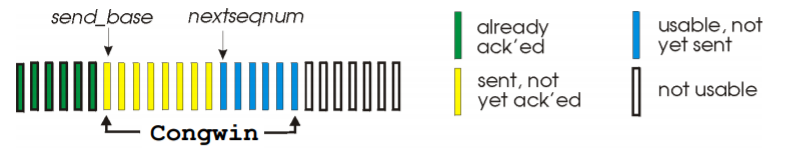 send_base
nextseqnum
Congwin
already
ack'ed
sent, not
yet ack'ed
usable, not
yet sent
not usable